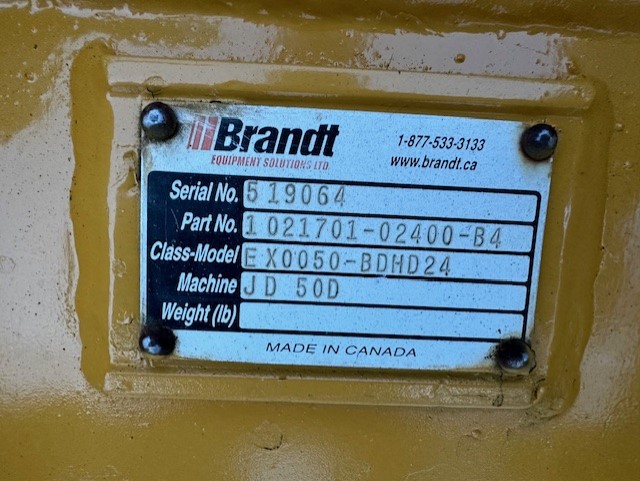 Brandt
EQUIPMENT SOLUTIONS LTD.
1-877-533-3133
www.brandt.ca
Serial No. 519064
Part No. 1021701-02400-B4
Class-Model EX0050-BDHD24
Machine JD 50D
Weight (lb)
MADE IN CANADA